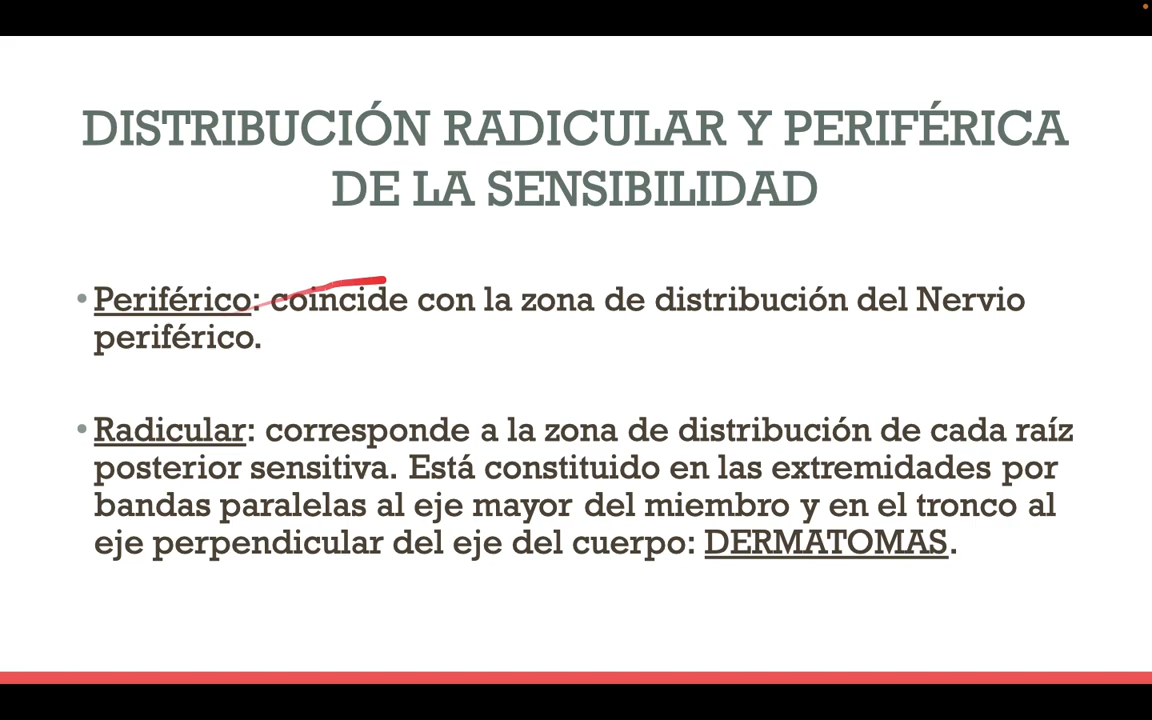 DISTRIBUCIÓN RADICULAR Y PERIFÉRICA
DE LA SENSIBILIDAD
• Periférico: coincide con la zona de distribución del Nervio
periférico.
• Radicular: corresponde a la zona de distribución de cada raíz
posterior sensitiva. Está constituido en las extremidades por
bandas paralelas al eje mayor del miembro y en el tronco al
eje perpendicular del eje del cuerpo: DERMATOMAS.